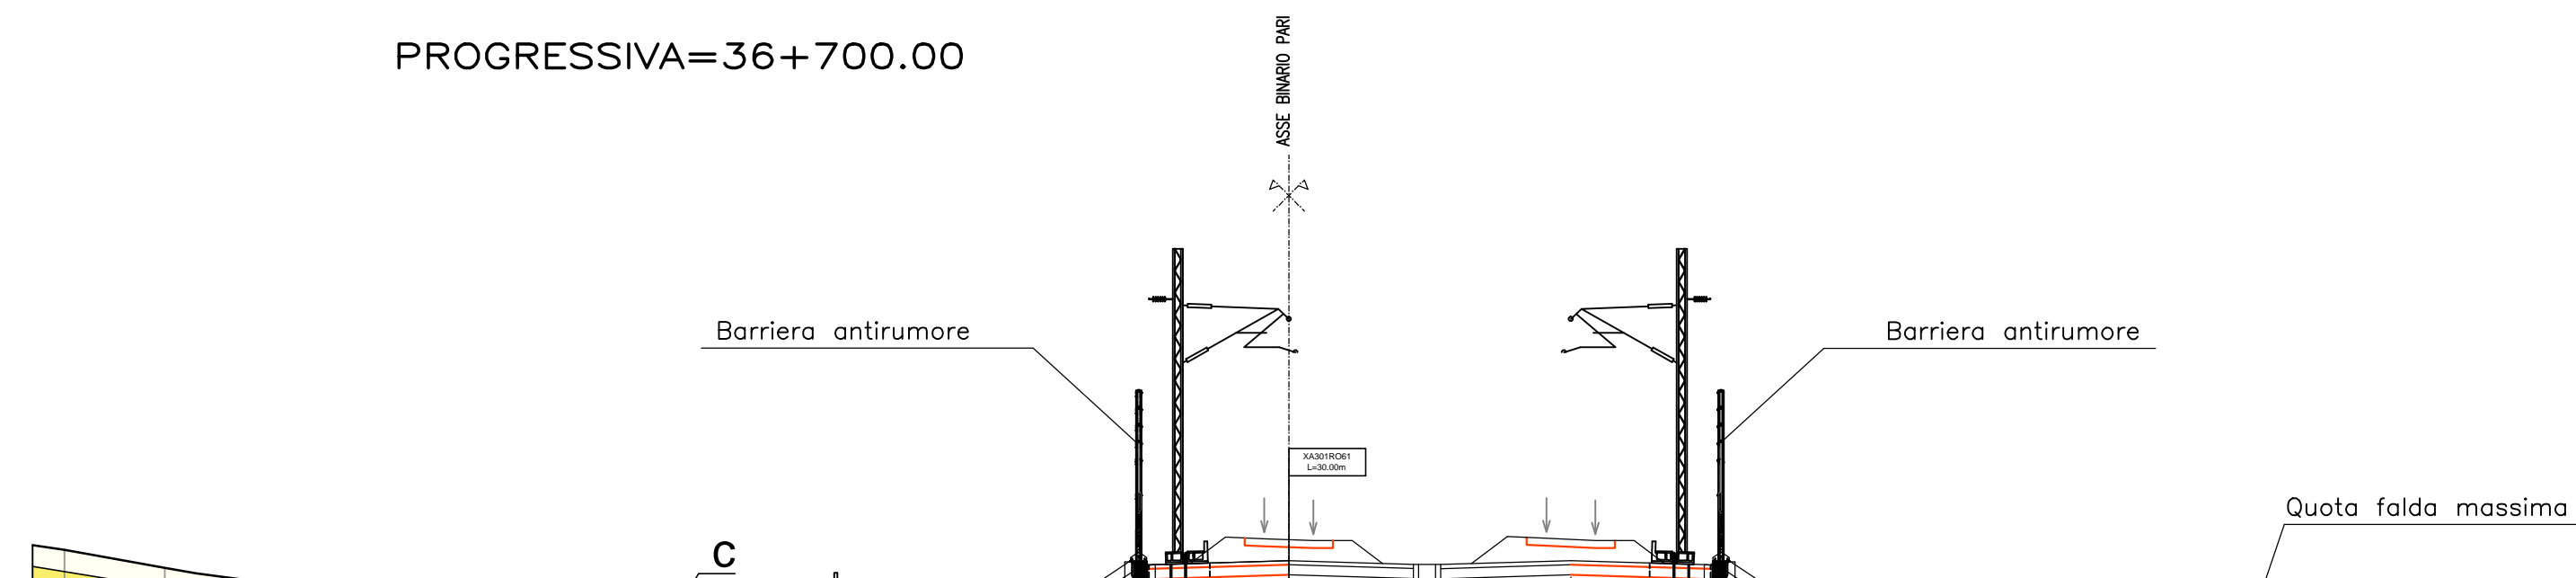 ASSE BINARIO PARI
PROGRESSIVA=36+700.00
Barriera antirumore
Barriera antirumore
XA301RO61
L=30.00m
Quota falda massima
C